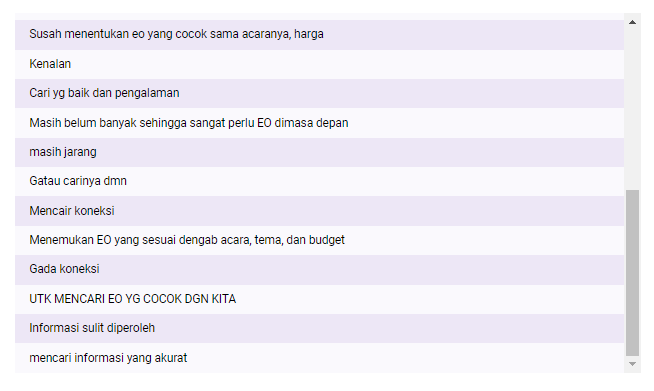 Susah menentukan eo yang cocok sama acaranya, harga
Kenalan
Cari yg baik dan pengalaman
Masih belum banyak sehingga sangat perlu EO dimasa depan
masih jarang
Gatau carinya dmn
Mencair koneksi
Menemukan EO yang sesuai dengab acara, tema, dan budget
Gada koneksi
UTK MENCARI EO YG COCOK DGN KITA
Informasi sulit diperoleh
mencari informasi yang akurat